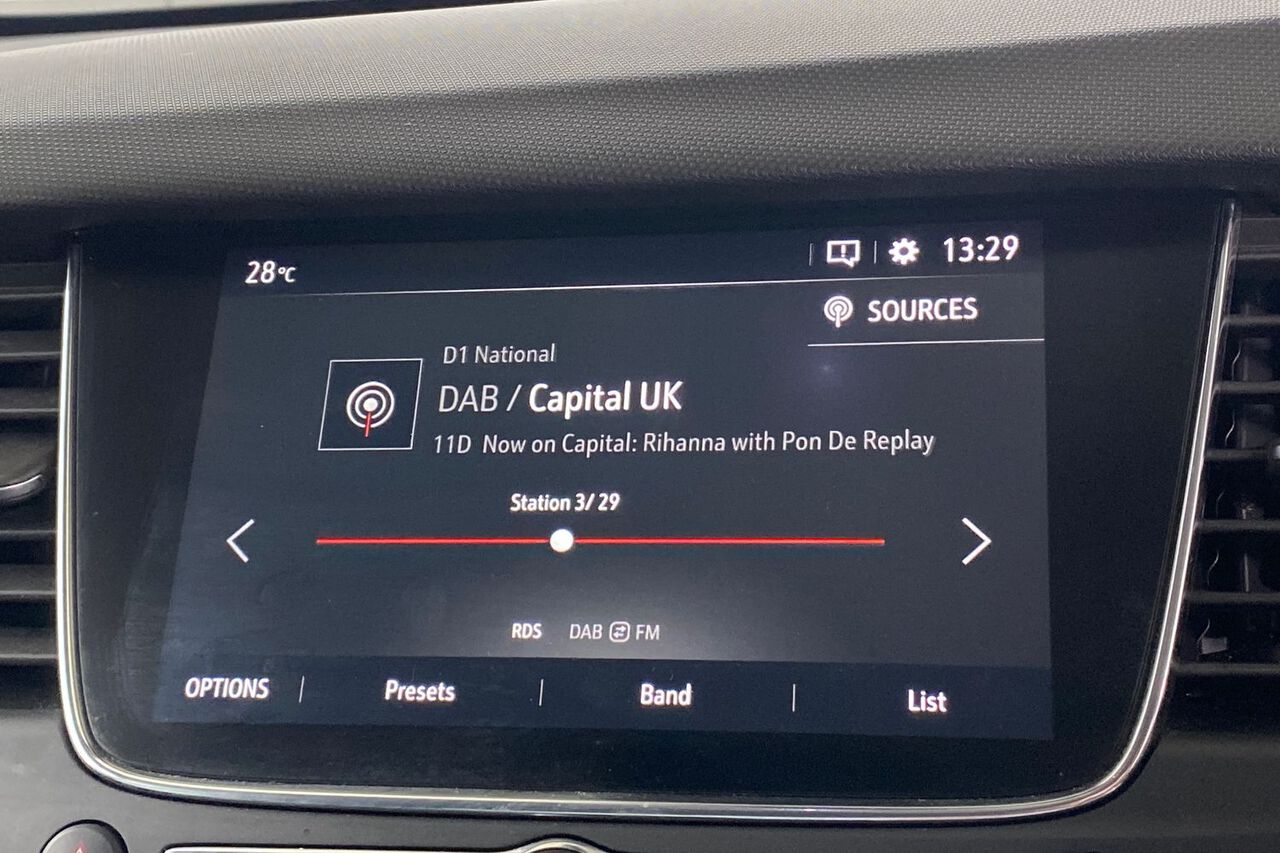 28°C
13:29
SOURCES
D1 National
DAB / Capital UK
11D Now on Capital: Rihanna with Pon De Replay
Station 3/29
RDS DAB FM
OPTIONS Presets Band List